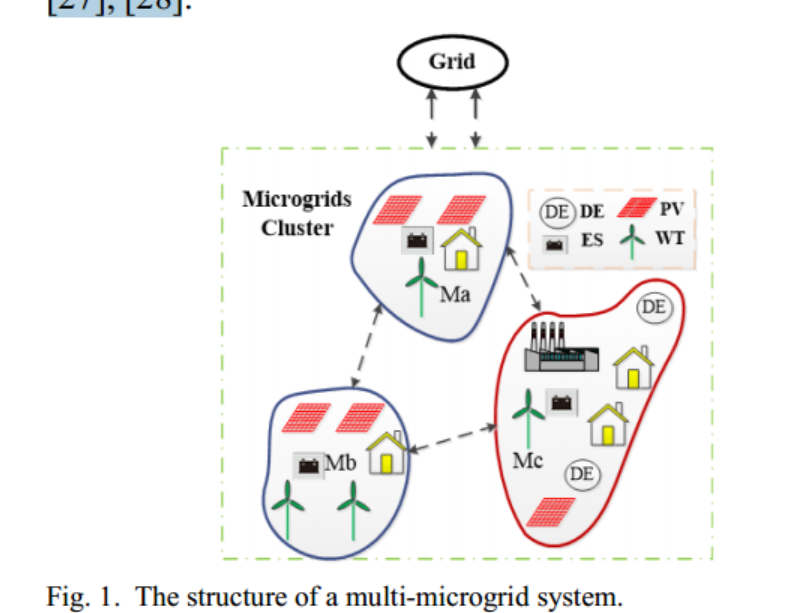 [27], [28].
Grid
Microgrids
Cluster
DE DE PV
ES WT
Ma
DE
Mb
Mc
DE
Fig. 1. The structure of a multi-microgrid system.